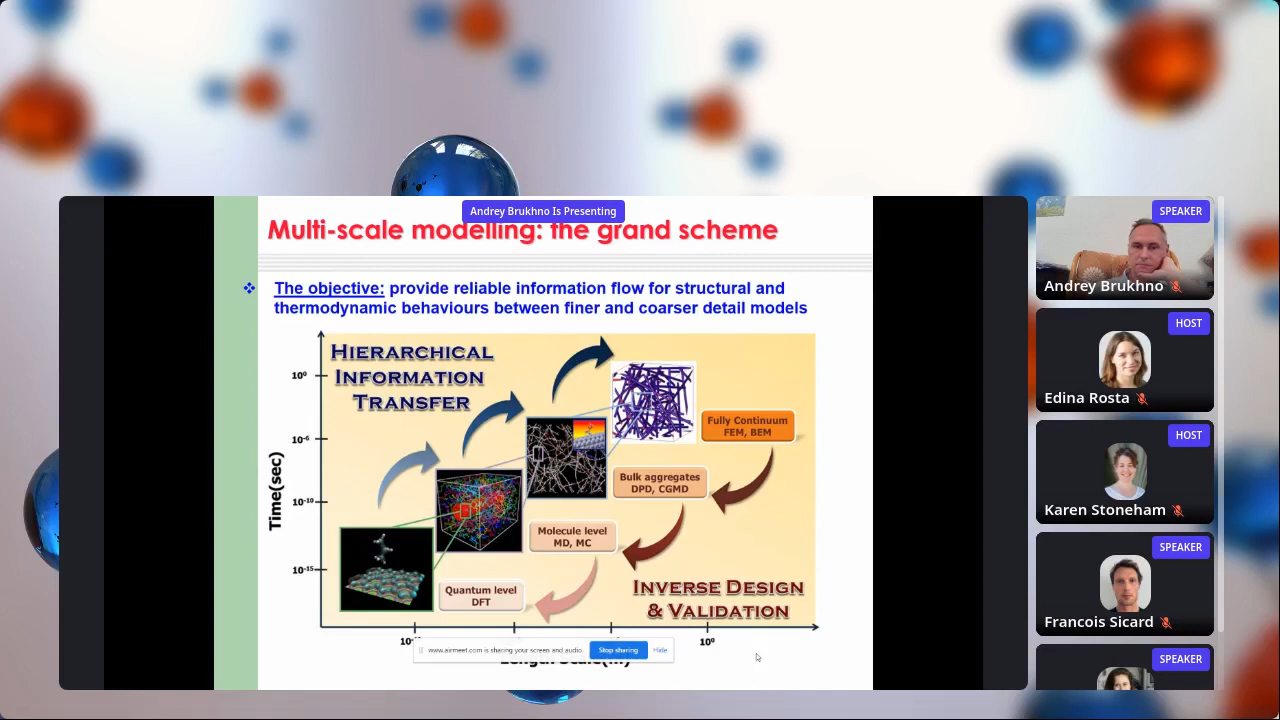 Andrey Brukhno Is Presenting
Multi-scale modelling: the grand scheme
The objective: provide reliable information flow for structural and
thermodynamic behaviours between finer and coarser detail models
HIERARCHICAL
INFORMATION
TRANSFER
Time(sec)
10⁰
10⁻⁶
10⁻¹⁰
10⁻¹⁵
Fully Continuum
FEM, BEM
Bulk aggregates
DPD, CGMD
Molecule level
MD, MC
Quantum level
DFT
INVERSE DESIGN
& VALIDATION
10⁰
www.airmeet.com is sharing your screen and audio.
Stop sharing
Hide
SPEAKER
Andrey Brukhno
HOST
Edina Rosta
HOST
Karen Stoneham
SPEAKER
Francois Sicard
SPEAKER